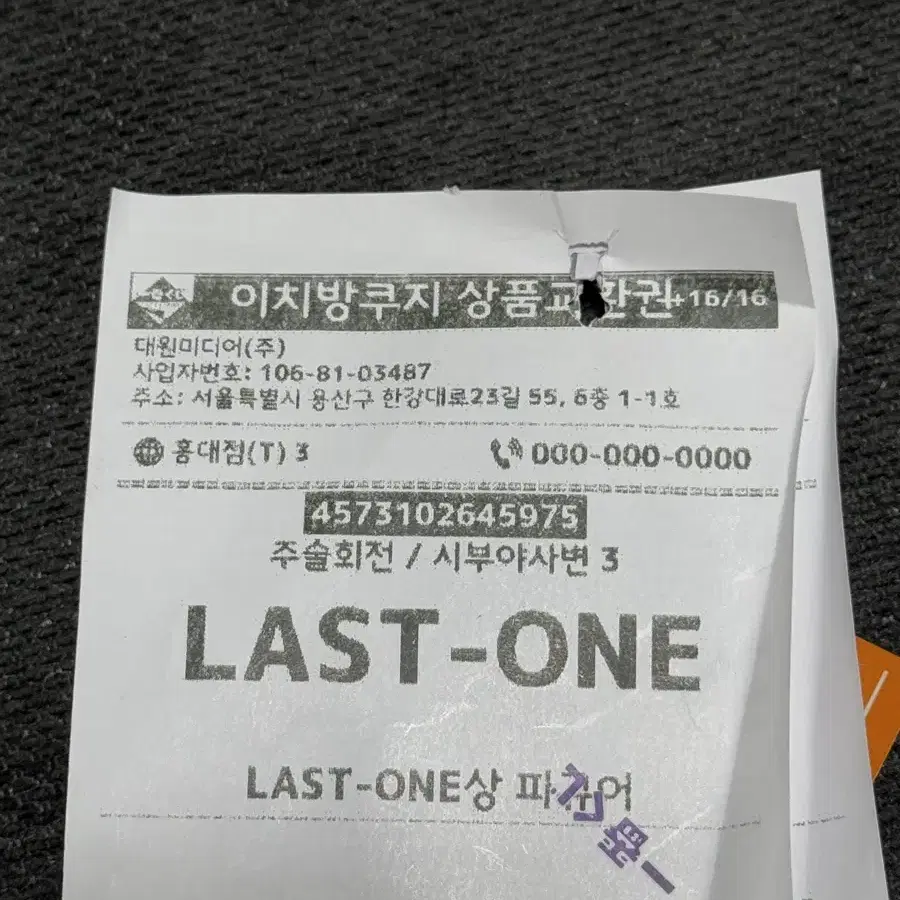 이치방쿠지 상품교환권+16/16
대원미디어(주)
사업자번호: 106-81-03487
주소: 서울특별시 용산구 한강대로23길 55, 6층 1-1호
홍대점(T) 3
000-000-0000
4573102645975
주술회전 / 시부야사변 3
LAST-ONE
LAST-ONE상 피규어